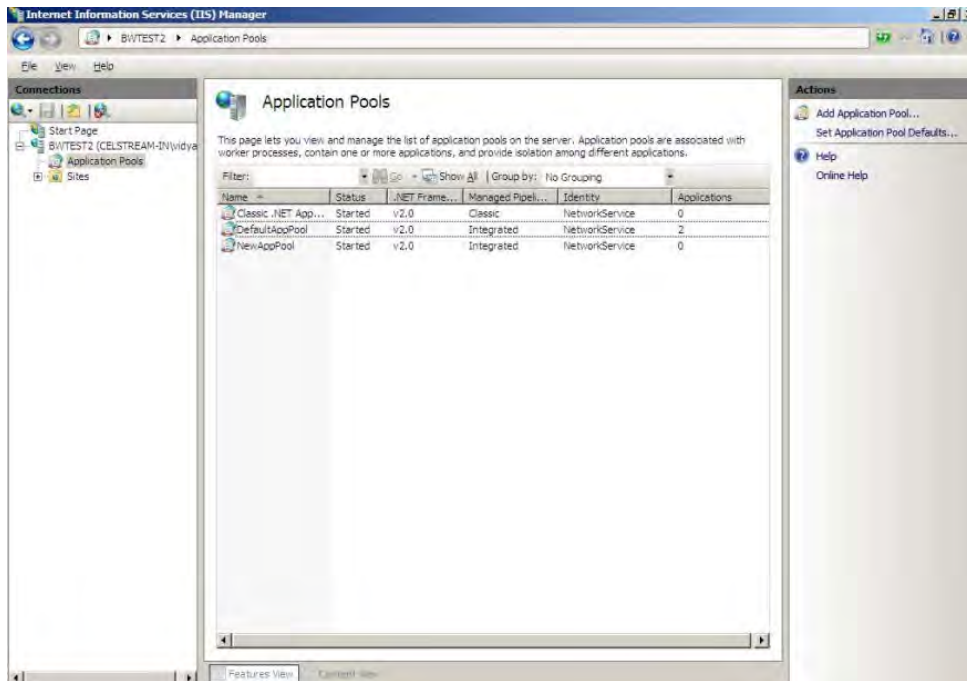 Internet Information Services (IIS) Manager
BWTEST2 Application Pools
File View Help
Connections
Start Page
BWTEST2 (CELSTREAM-IN\vidya
Application Pools
Sites
Application Pools
This page lets you view and manage the list of application pools on the server. Application pools are associated with
worker processes, contain one or more applications, and provide isolation among different applications.
Filter: Go Show All Group by: No Grouping
Name Status .NET Frame... Managed Pipeli... Identity Applications
Classic .NET App... Started v2.0 Classic NetworkService 0
DefaultAppPool Started v2.0 Integrated NetworkService 2
NewAppPool Started v2.0 Integrated NetworkService 0
Features View Content View
Actions
Add Application Pool...
Set Application Pool Defaults...
Help
Online Help